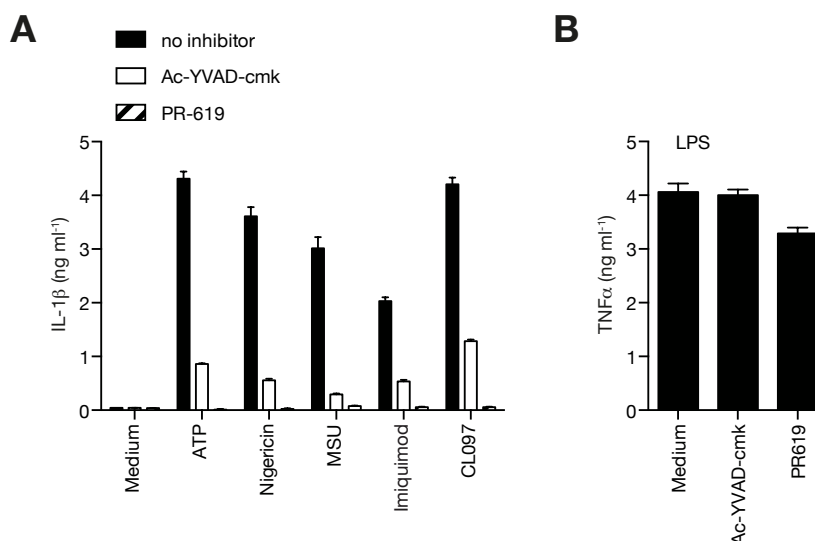 A
no inhibitor
Ac-YVAD-cmk
PR-619
IL-1β (ng ml⁻¹)
5
4
3
2
1
0
Medium
ATP
Nigericin
MSU
Imiquimod
CL097
B
LPS
TNFα (ng ml⁻¹)
5
4
3
2
1
0
Medium
Ac-YVAD-cmk
PR619